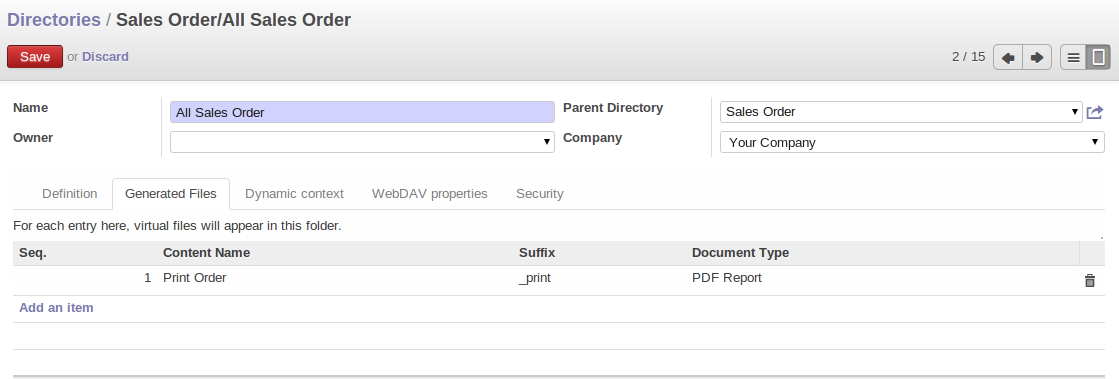 Directories / Sales Order/All Sales Order
Save or Discard
2 / 15
Name All Sales Order Parent Directory Sales Order
Owner Company Your Company
Definition Generated Files Dynamic context WebDAV properties Security
For each entry here, virtual files will appear in this folder.
Seq. Content Name Suffix Document Type
1 Print Order _print PDF Report
Add an item